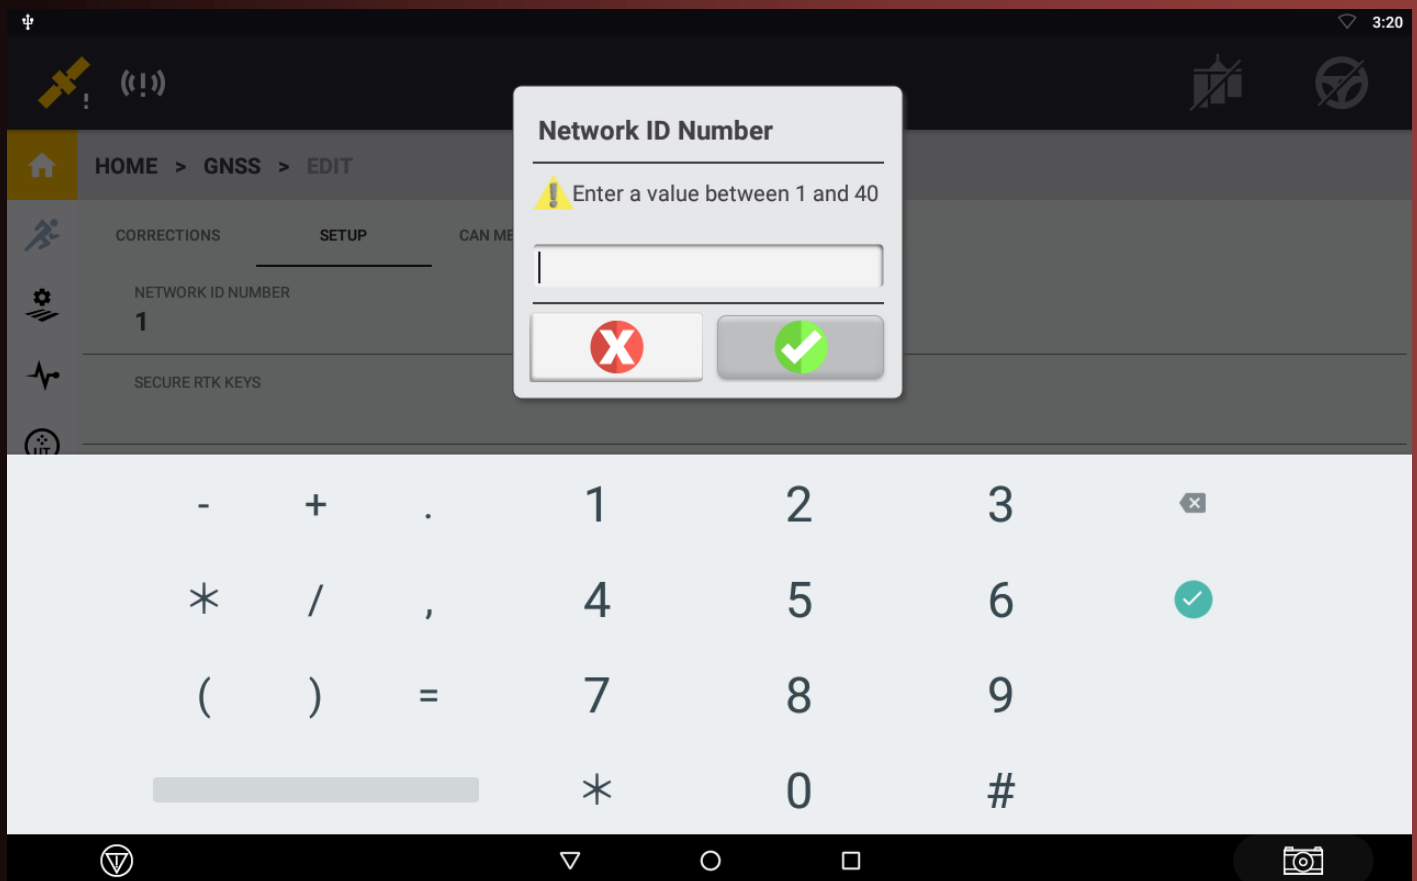 3:20
Network ID Number
HOME > GNSS > EDIT
Enter a value between 1 and 40
CORRECTIONS SETUP CAN ME
NETWORK ID NUMBER
1
SECURE RTK KEYS
UT
- + . 1 2 3
* / , 4 5 6
( ) = 7 8 9
* 0 #